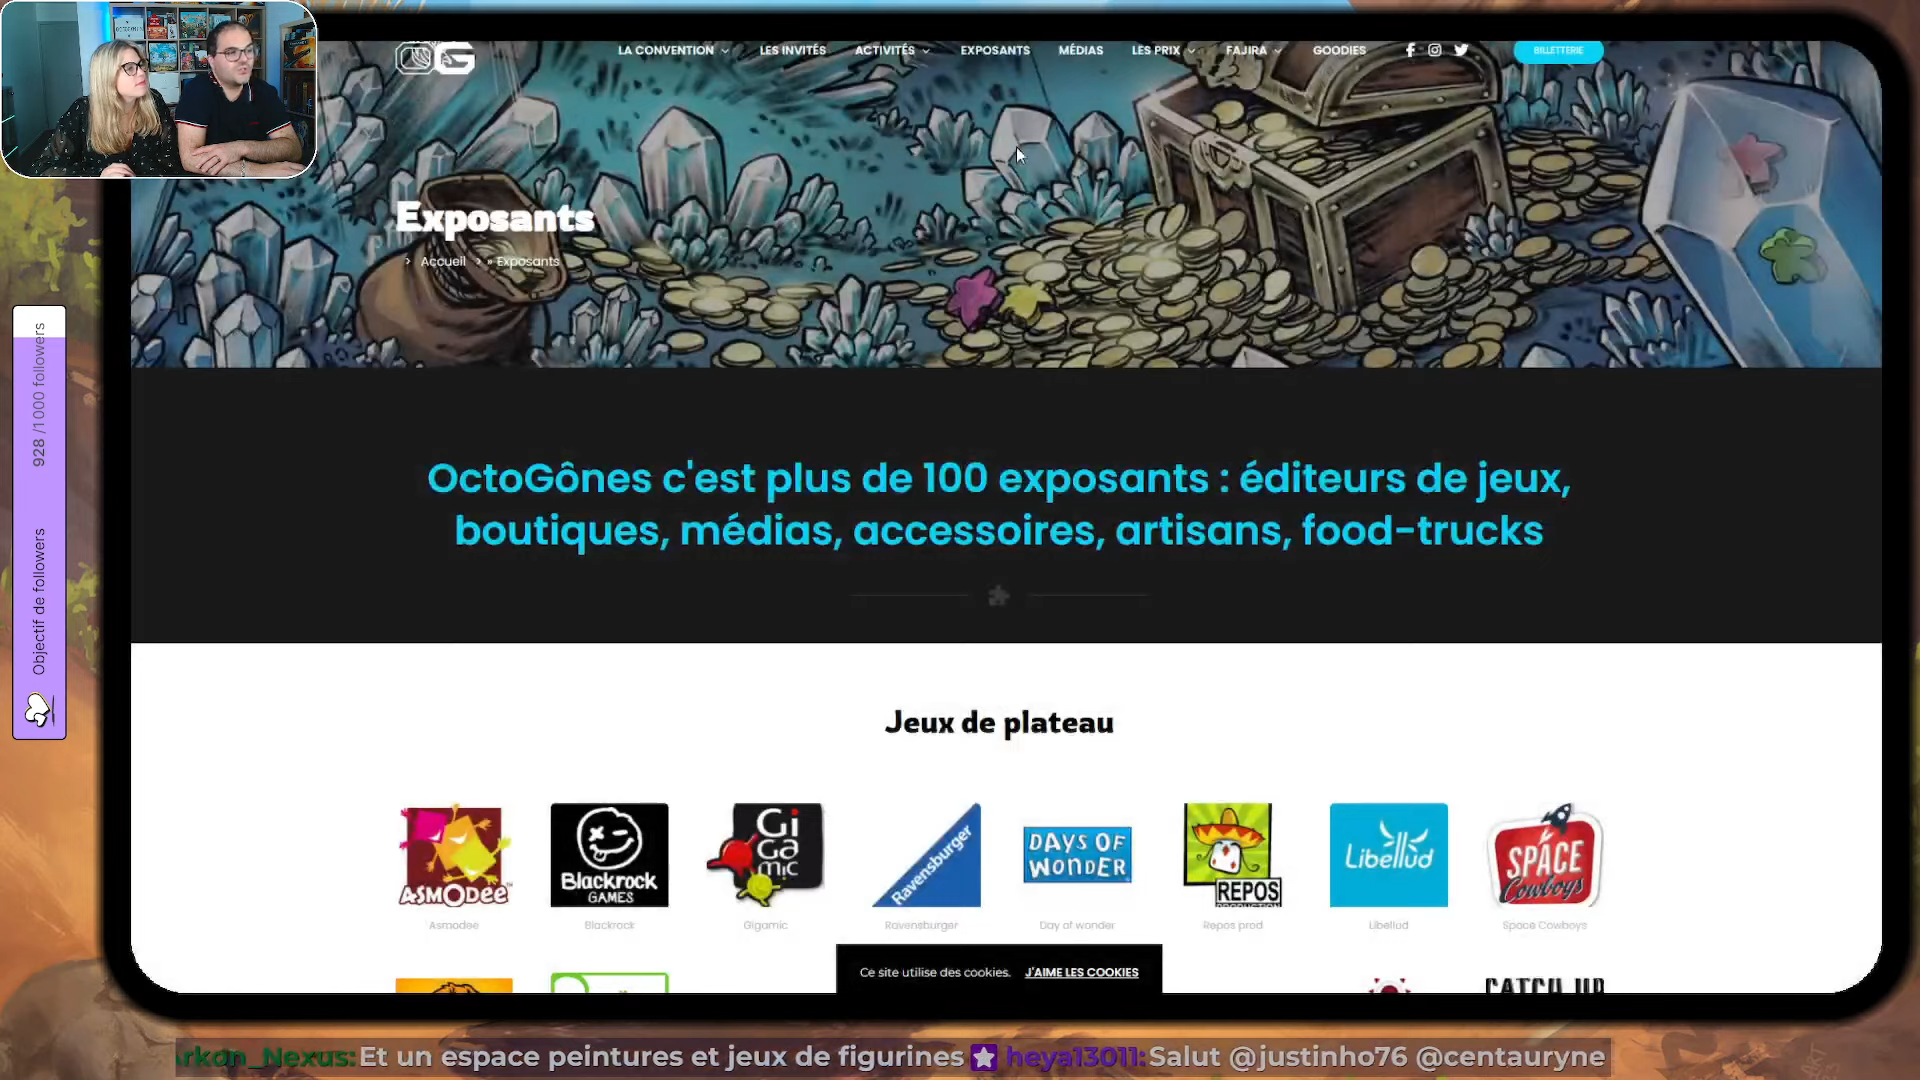 LA CONVENTION
LES INVITÉS
ACTIVITÉS
EXPOSANTS
MÉDIAS
LES PRIX
FAJIRA
GOODIES
BILLETTERIE
Exposants
> Accueil > » Exposants
928 /1000 followers
Objectif de followers
OctoGônes c'est plus de 100 exposants : éditeurs de jeux,
boutiques, médias, accessoires, artisans, food-trucks
Jeux de plateau
ASMODEE
Blackrock
GAMES
Gi
ga
mic
Ravensburger
DAYS OF
WONDER
REPOS
PRODUCTION
Libellud
SPACE
Cowboys
Asmodee
Blackrock
Gigamic
Ravensburger
Day of wonder
Repos prod
Libellud
Space Cowboys
Ce site utilise des cookies. J'AIME LES COOKIES
CATCH UP
rkan_Nexus: Et un espace peintures et jeux de figurines heya13011: Salut @justinho76 @centauryne